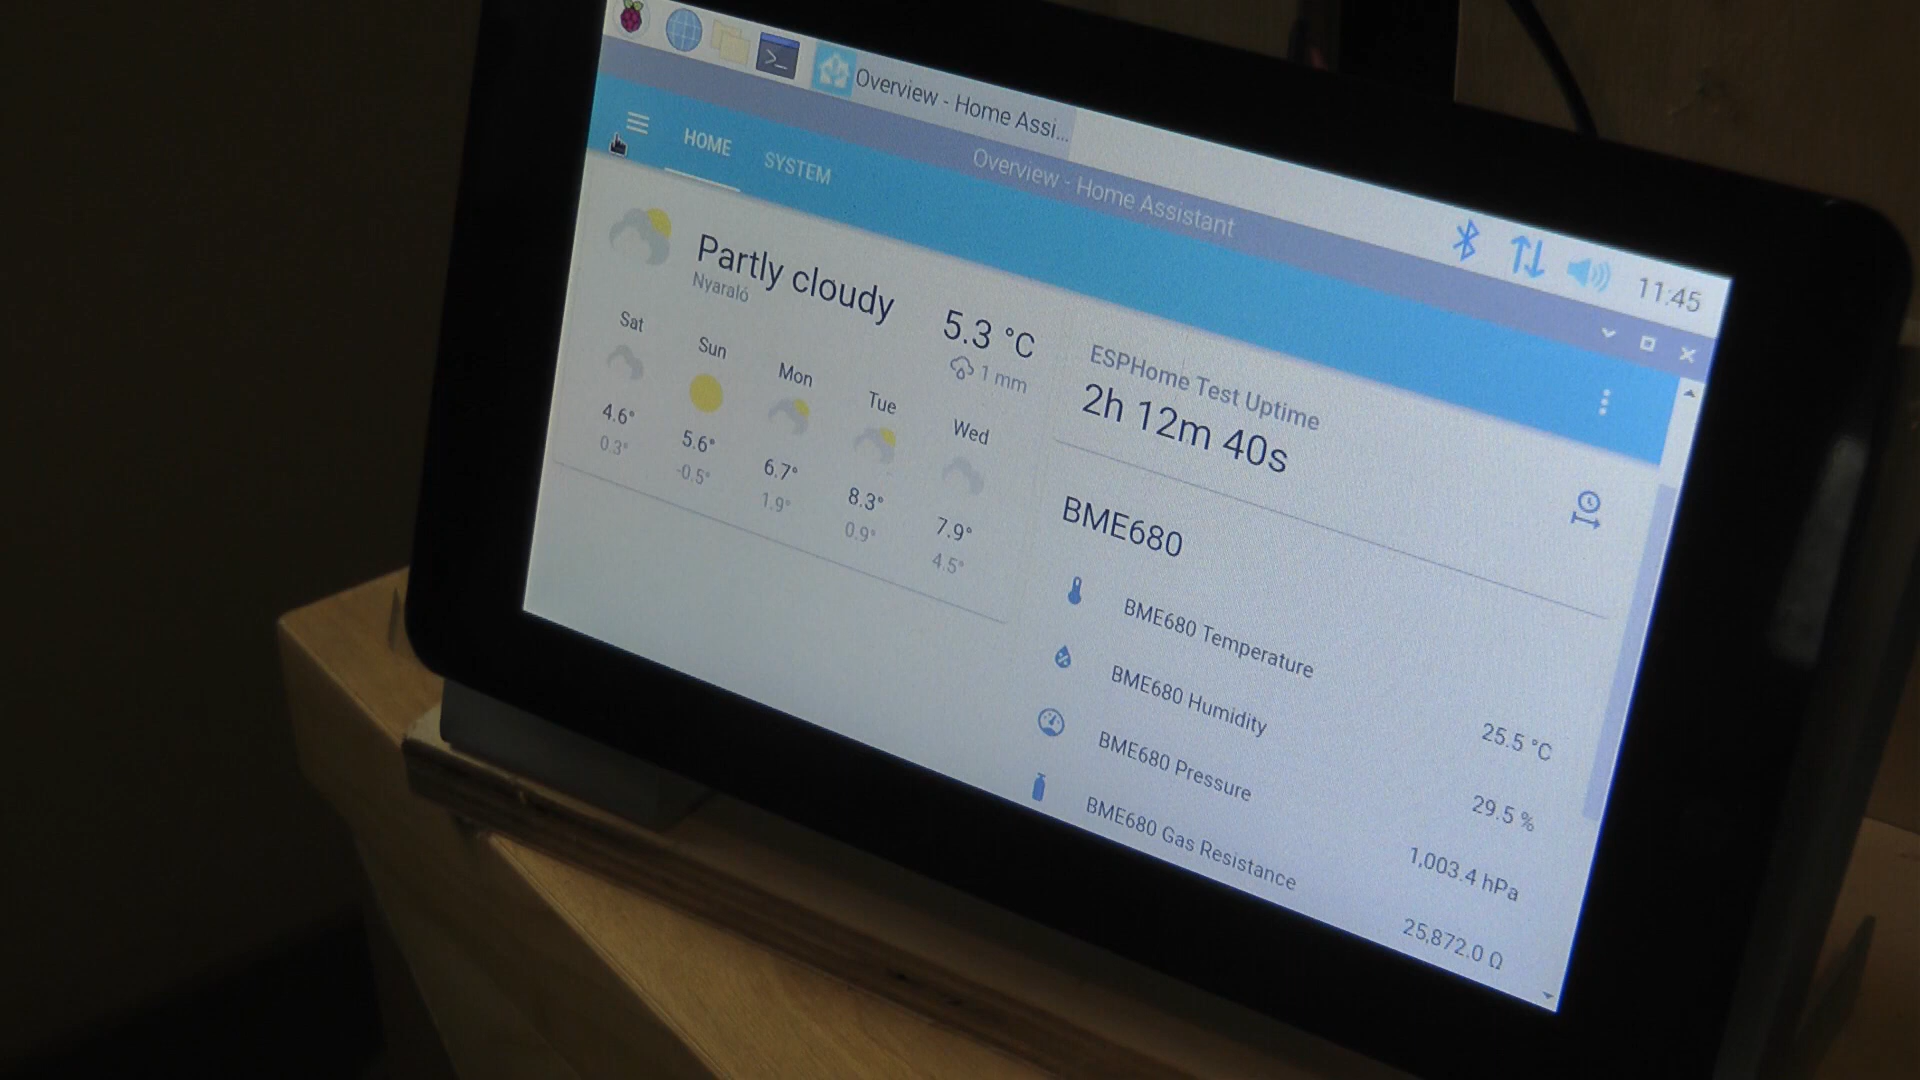 Overview - Home Assi...
11:45
Overview - Home Assistant
HOME
SYSTEM
Partly cloudy
Nyaraló
5.3 °C
1 mm
Sat
Sun
Mon
Tue
Wed
4.6°
5.6°
6.7°
8.3°
7.9°
0.3°
-0.5°
1.9°
0.9°
4.5°
ESPHome Test Uptime
2h 12m 40s
BME680
BME680 Temperature
25.5 °C
BME680 Humidity
29.5 %
BME680 Pressure
1,003.4 hPa
BME680 Gas Resistance
25,872.0 Ω